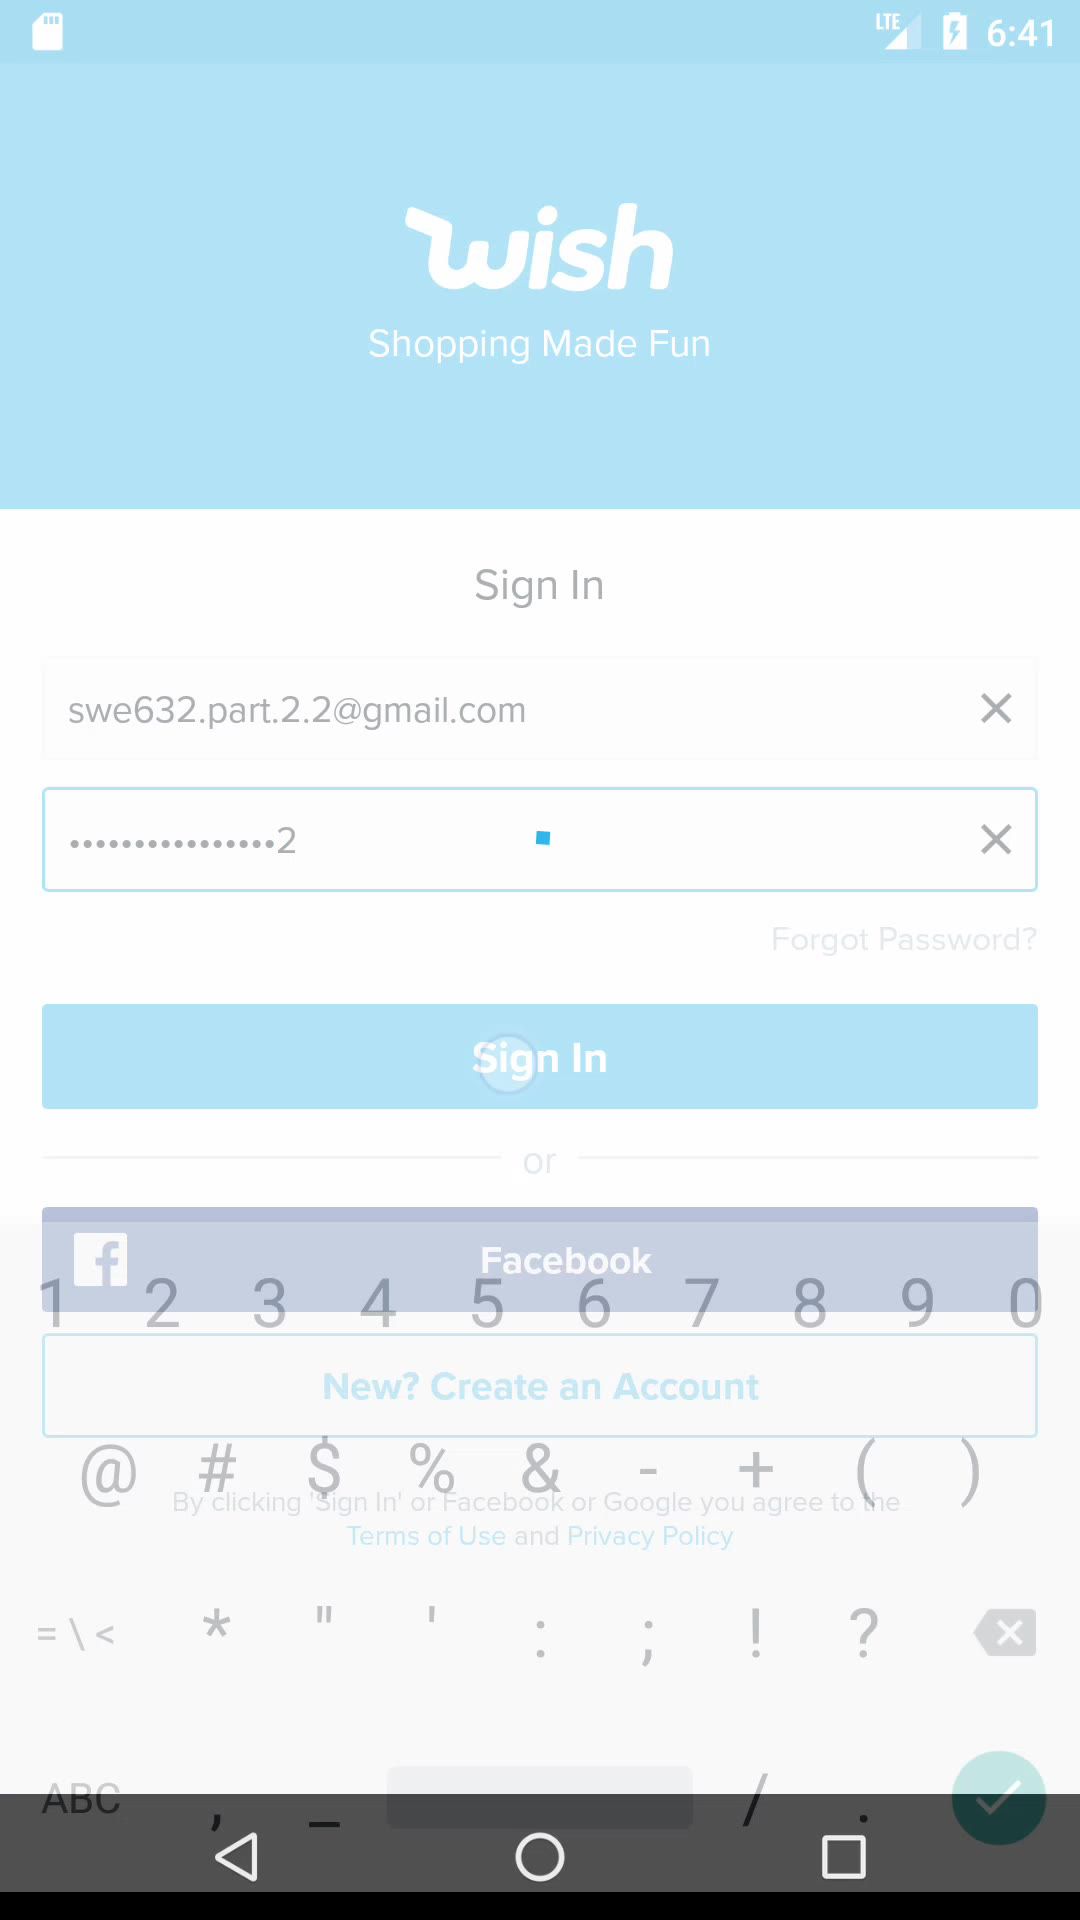 LTE 6:41
wish
Shopping Made Fun
Sign In
swe632.part.2.2@gmail.com
••••••••••••••••2
Forgot Password?
Sign In
or
Facebook
1 2 3 4 5 6 7 8 9 0
New? Create an Account
@ # $ % & - + ( )
By clicking 'Sign In' or Facebook or Google you agree to the
Terms of Use and Privacy Policy
= \ < * " ' : ; ! ?
ABC , _ / .